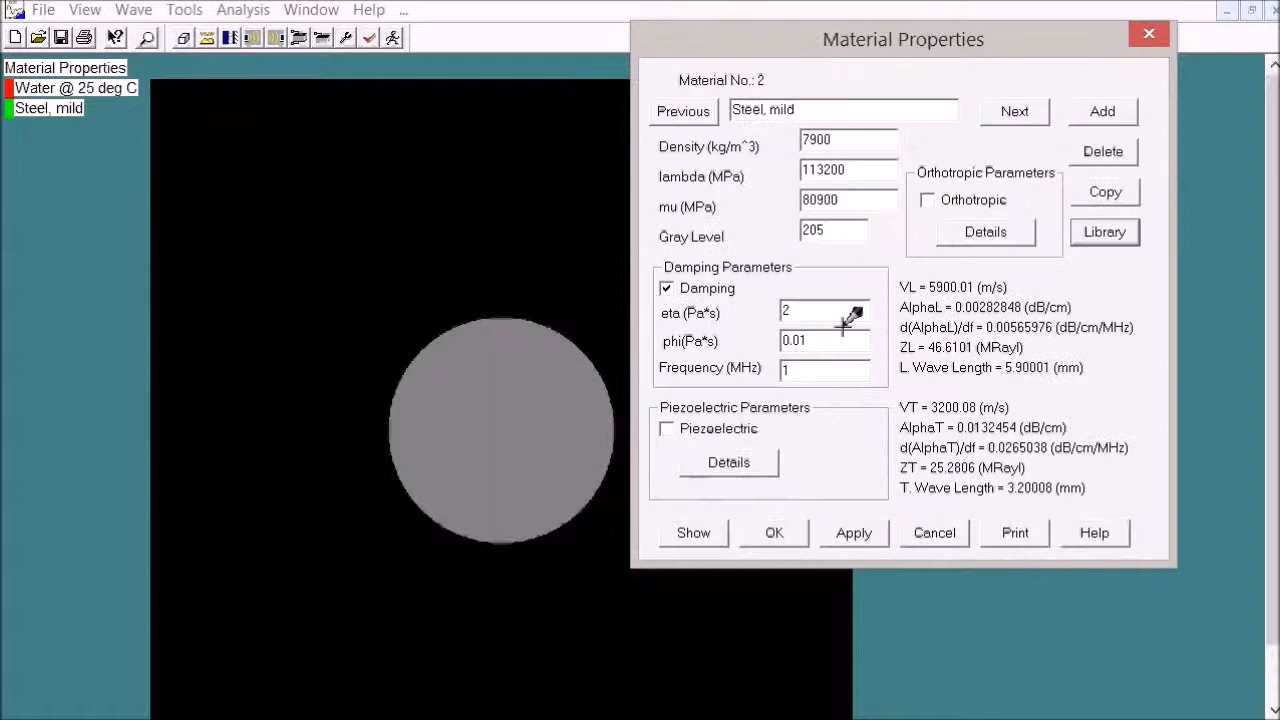 File View Wave Tools Analysis Window Help ...
Material Properties
Water @ 25 deg C
Steel, mild
Material Properties
Material No.: 2
Previous Steel, mild Next Add
Density (kg/m^3) 7900
Delete
lambda (MPa) 113200
Orthotropic Parameters
mu (MPa) 80900
Orthotropic
Copy
Gray Level 205
Details
Library
Damping Parameters
Damping
eta (Pa*s) 2
phi(Pa*s) 0.01
Frequency (MHz) 1
VL = 5900.01 (m/s)
AlphaL = 0.00282848 (dB/cm)
d(AlphaL)/df = 0.00565976 (dB/cm/MHz)
ZL = 46.6101 (MRayl)
L. Wave Length = 5.90001 (mm)
Piezoelectric Parameters
Piezoelectric
Details
VT = 3200.08 (m/s)
AlphaT = 0.0132454 (dB/cm)
d(AlphaT)/df = 0.0265038 (dB/cm/MHz)
ZT = 25.2806 (MRayl)
T. Wave Length = 3.20008 (mm)
Show OK Apply Cancel Print Help